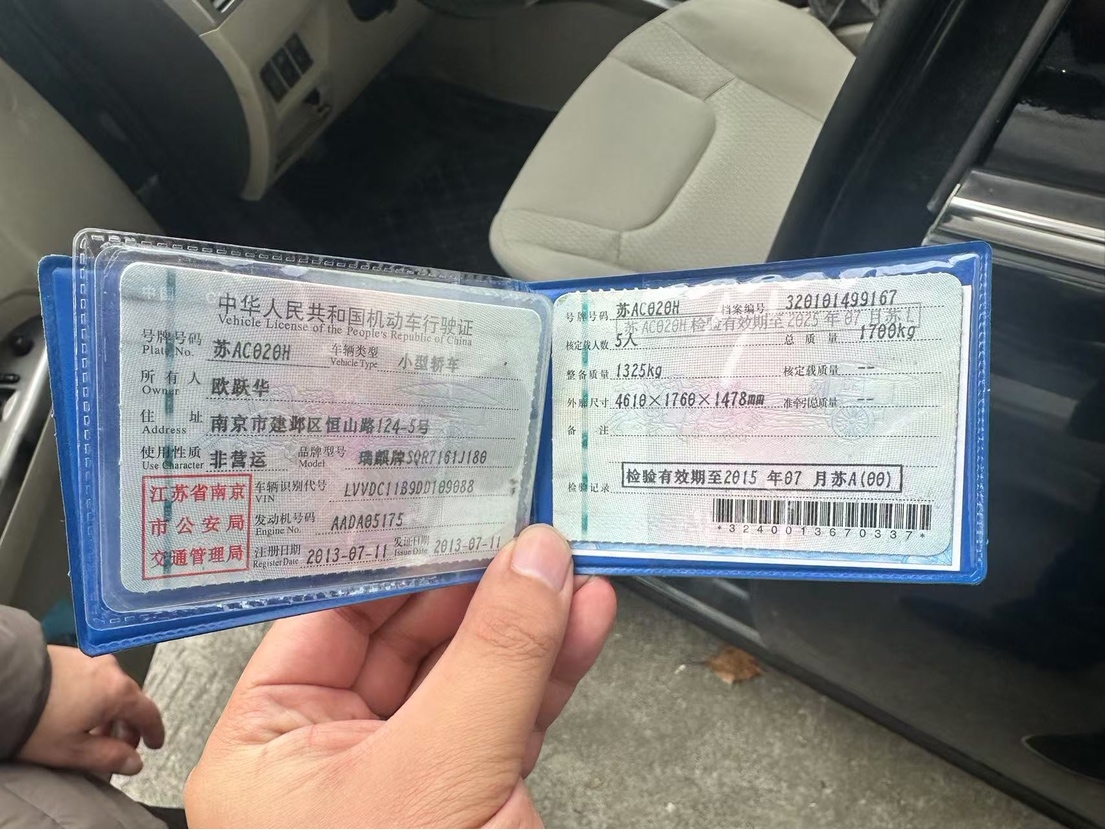 中华人民共和国机动车行驶证
Vehicle License of the People's Republic of China
号牌号码 苏AC020H 车辆类型 小型轿车
Plate No. Vehicle Type
所有人 欧跃华
Owner
住址 南京市建邺区恒山路124-5号
Address
使用性质 非营运 品牌型号 瑞麒牌SQR7161J180
Use Character Model
江苏省南京
市公安局
交通管理局
车辆识别代号 LVVDC11B9DD109088
VIN
发动机号码 AADA05175
Engine No.
注册日期 2013-07-11 发证日期 2013-07-11
Register Date Issue Date
号牌号码 苏AC020H 档案编号 320101499167
苏AC020H 检验有效期至2025年07月苏
核定载人数 5人 总质量 1700kg
整备质量 1325kg 核定载质量 --
外廓尺寸 4610×1760×1478mm 准牵引总质量 --
备注
检验记录 检验有效期至2015年07月苏A(00)
*324001670337*